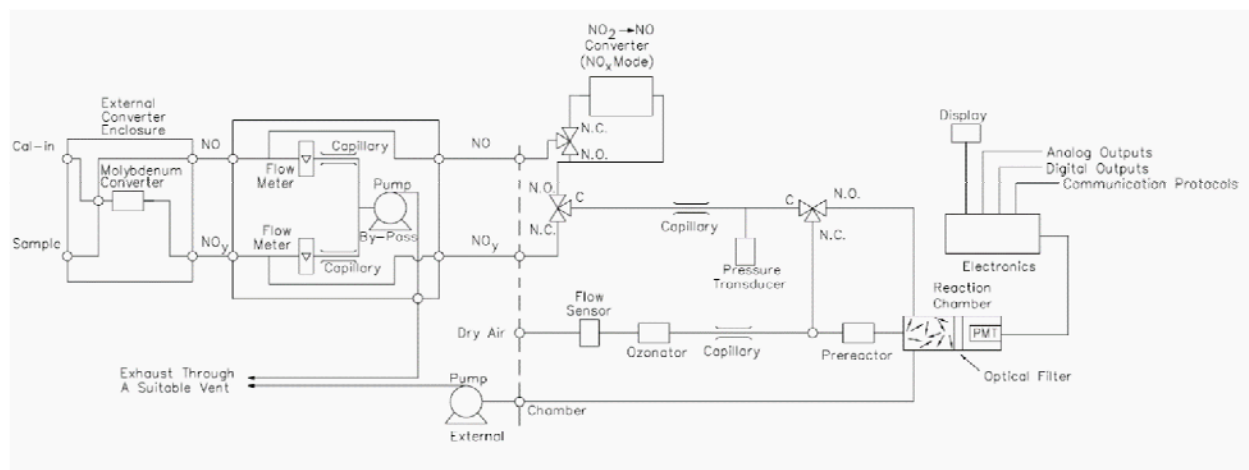 NO2→NO
Converter
(NOx Mode)
External
Converter
Enclosure
Cal-in
NO
Molybdenum
Converter
Sample
NOy
Capillary
Flow
Meter
Pump
By-Pass
Flow
Meter
Capillary
NO
NOy
N.C.
N.O.
N.O.
C
N.C.
Capillary
Pressure
Transducer
C
N.O.
N.C.
Display
Analog Outputs
Digital Outputs
Communication Protocols
Electronics
Reaction
Chamber
PMT
Optical Filter
Flow
Sensor
Dry Air
Ozonator
Capillary
Prereactor
Exhaust Through
A Suitable Vent
Pump
External
Chamber